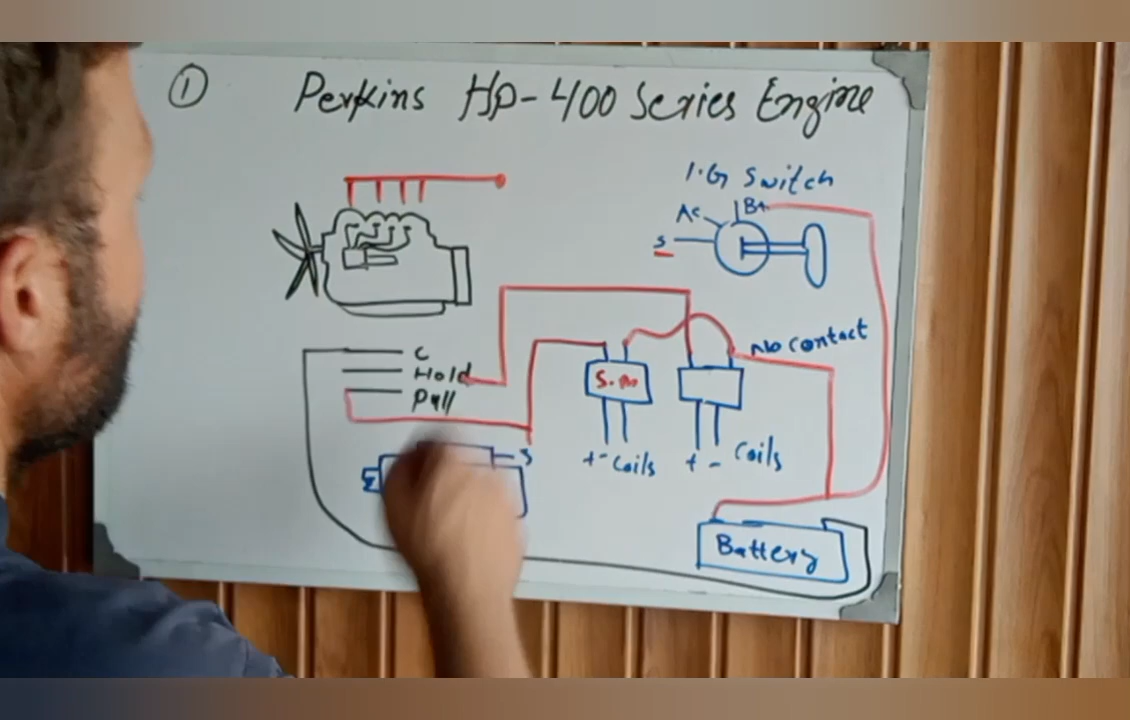 ① Perkins HP-400 Series Engine
I.G Switch
Ac
B+
S
No contact
C
Hold
Pull
S.m
S
+ - Coils
+ - Coils
Battery